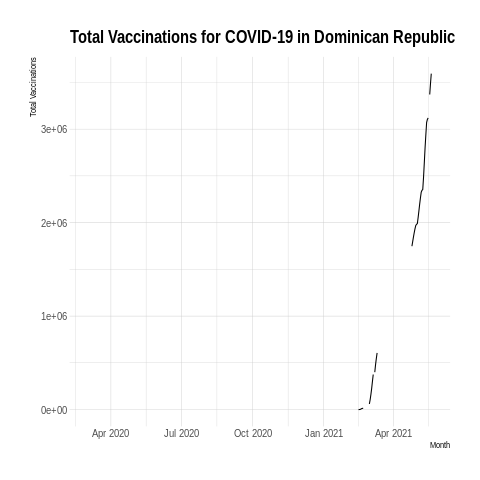 Total Vaccinations for COVID-19 in Dominican Republic
Total Vaccinations
3e+06
2e+06
1e+06
0e+00
Apr 2020 Jul 2020 Oct 2020 Jan 2021 Apr 2021
Month